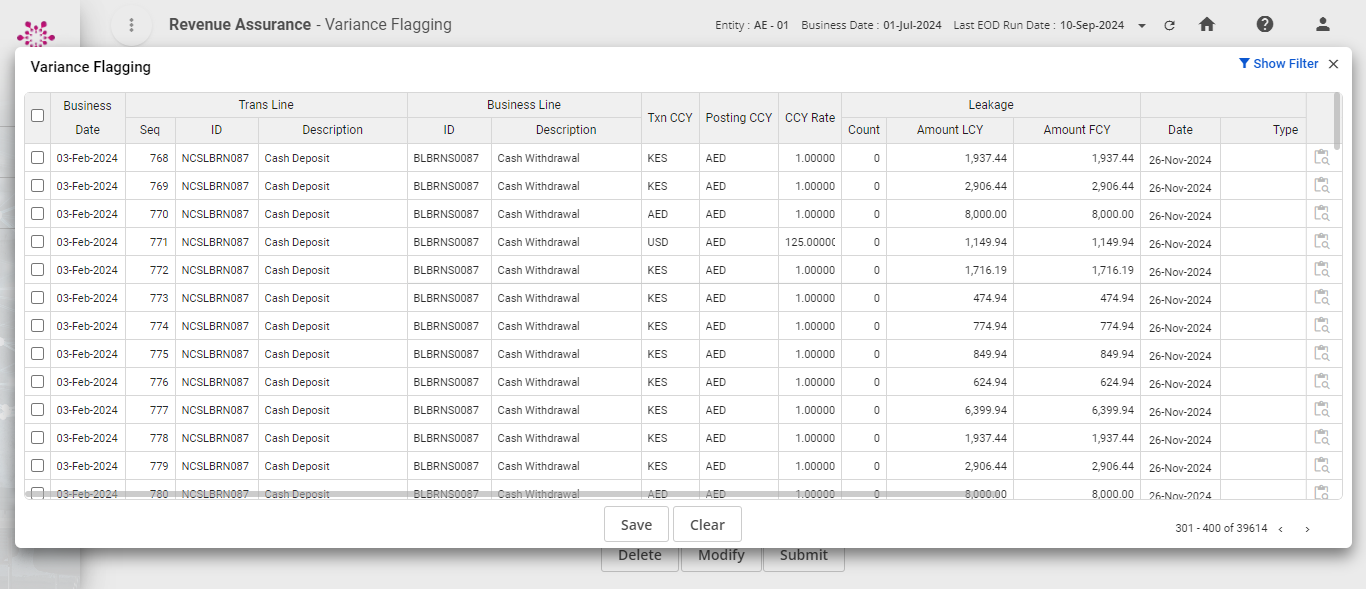 Revenue Assurance - Variance Flagging Entity : AE - 01 Business Date : 01-Jul-2024 Last EOD Run Date : 10-Sep-2024
Variance Flagging Show Filter
Business Date Trans Line Business Line Txn CCY Posting CCY CCY Rate Leakage
Seq ID Description ID Description Count Amount LCY Amount FCY Date Type
03-Feb-2024 768 NCSLBRN087 Cash Deposit BLBRNS0087 Cash Withdrawal KES AED 1.00000 0 1,937.44 1,937.44 26-Nov-2024
03-Feb-2024 769 NCSLBRN087 Cash Deposit BLBRNS0087 Cash Withdrawal KES AED 1.00000 0 2,906.44 2,906.44 26-Nov-2024
03-Feb-2024 770 NCSLBRN087 Cash Deposit BLBRNS0087 Cash Withdrawal AED AED 1.00000 0 8,000.00 8,000.00 26-Nov-2024
03-Feb-2024 771 NCSLBRN087 Cash Deposit BLBRNS0087 Cash Withdrawal USD AED 125.00000 0 1,149.94 1,149.94 26-Nov-2024
03-Feb-2024 772 NCSLBRN087 Cash Deposit BLBRNS0087 Cash Withdrawal KES AED 1.00000 0 1,716.19 1,716.19 26-Nov-2024
03-Feb-2024 773 NCSLBRN087 Cash Deposit BLBRNS0087 Cash Withdrawal KES AED 1.00000 0 474.94 474.94 26-Nov-2024
03-Feb-2024 774 NCSLBRN087 Cash Deposit BLBRNS0087 Cash Withdrawal KES AED 1.00000 0 774.94 774.94 26-Nov-2024
03-Feb-2024 775 NCSLBRN087 Cash Deposit BLBRNS0087 Cash Withdrawal KES AED 1.00000 0 849.94 849.94 26-Nov-2024
03-Feb-2024 776 NCSLBRN087 Cash Deposit BLBRNS0087 Cash Withdrawal KES AED 1.00000 0 624.94 624.94 26-Nov-2024
03-Feb-2024 777 NCSLBRN087 Cash Deposit BLBRNS0087 Cash Withdrawal KES AED 1.00000 0 6,399.94 6,399.94 26-Nov-2024
03-Feb-2024 778 NCSLBRN087 Cash Deposit BLBRNS0087 Cash Withdrawal KES AED 1.00000 0 1,937.44 1,937.44 26-Nov-2024
03-Feb-2024 779 NCSLBRN087 Cash Deposit BLBRNS0087 Cash Withdrawal KES AED 1.00000 0 2,906.44 2,906.44 26-Nov-2024
03-Feb-2024 780 NCSLBRN087 Cash Deposit BLBRNS0087 Cash Withdrawal AED AED 1.00000 0 8,000.00 8,000.00 26-Nov-2024
Save Clear 301 - 400 of 39614
Delete Modify Submit